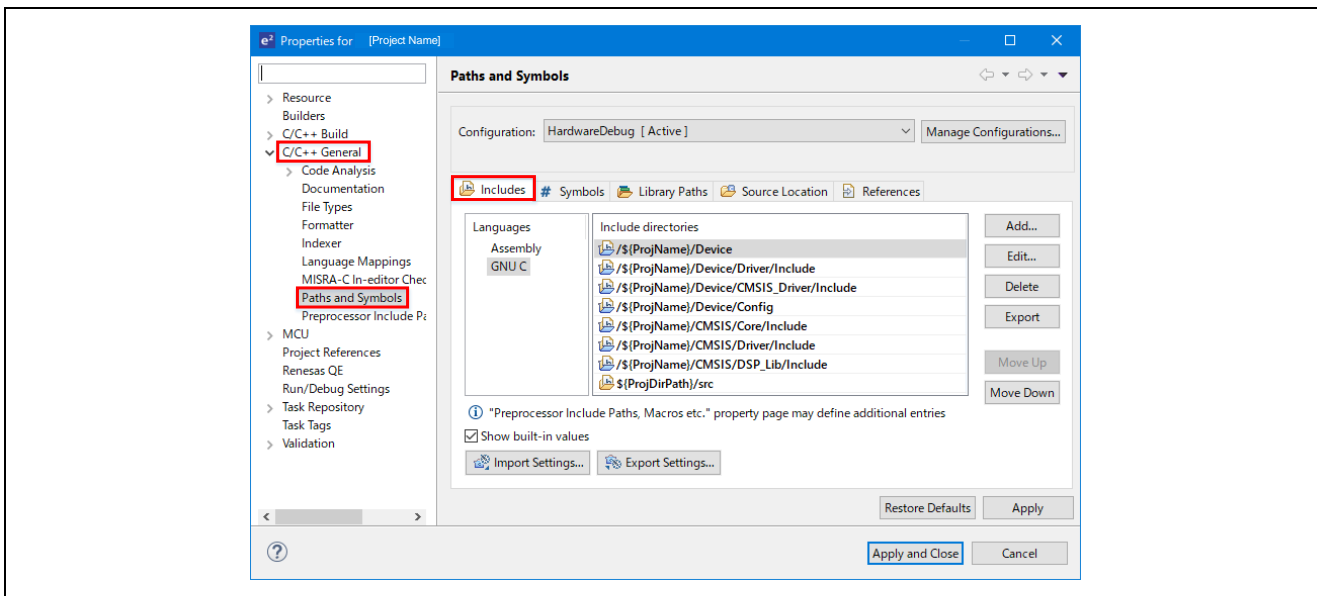 e² Properties for [Project Name]
Paths and Symbols
Resource
Builders
C/C++ Build
C/C++ General
Code Analysis
Documentation
File Types
Formatter
Indexer
Language Mappings
MISRA-C In-editor Chec
Paths and Symbols
Preprocessor Include Pa
MCU
Project References
Renesas QE
Run/Debug Settings
Task Repository
Task Tags
Validation
Configuration: HardwareDebug [ Active ] Manage Configurations...
Includes # Symbols Library Paths Source Location References
Languages
Assembly
GNU C
Include directories
/${ProjName}/Device
/${ProjName}/Device/Driver/Include
/${ProjName}/Device/CMSIS_Driver/Include
/${ProjName}/Device/Config
/${ProjName}/CMSIS/Core/Include
/${ProjName}/CMSIS/Driver/Include
/${ProjName}/CMSIS/DSP_Lib/Include
${ProjDirPath}/src
Add...
Edit...
Delete
Export
Move Up
Move Down
"Preprocessor Include Paths, Macros etc." property page may define additional entries
Show built-in values
Import Settings... Export Settings...
Restore Defaults Apply
Apply and Close Cancel